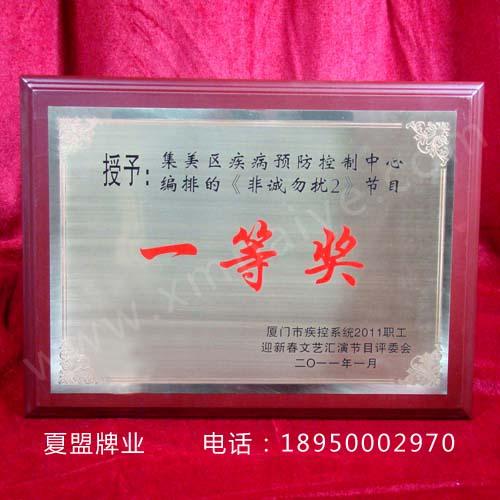 授予：集美区疾病预防控制中心
编排的《非诚勿扰2》节目
一等奖
厦门市疾控系统2011职工
迎新春文艺汇演节目评委会
二〇一一年一月
夏盟牌业 电话：18950002970